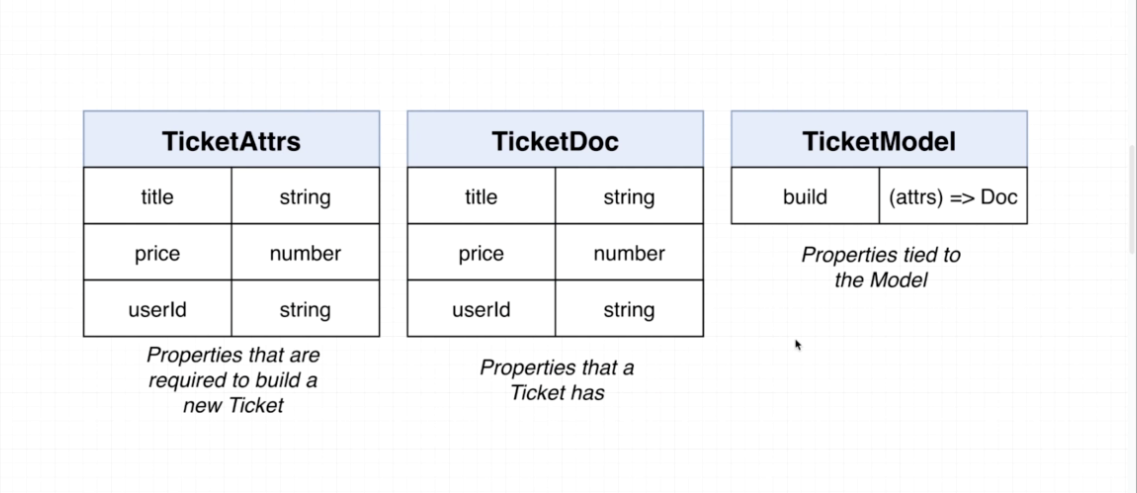 TicketAttrs
title string
price number
userId string
Properties that are
required to build a
new Ticket
TicketDoc
title string
price number
userId string
Properties that a
Ticket has
TicketModel
build (attrs) => Doc
Properties tied to
the Model